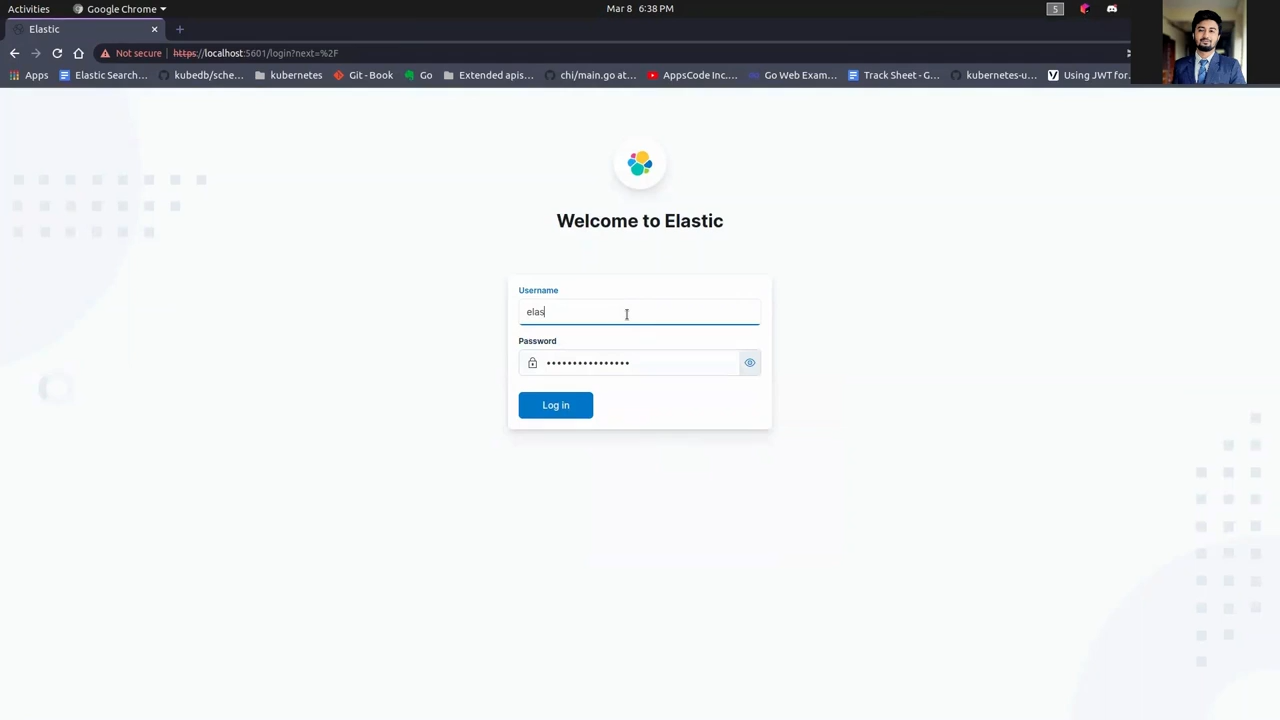 Activities
Google Chrome
Mar 8 6:38 PM
5
Elastic
Not secure
https://localhost:5601/login?next=%2F
Apps
Elastic Search...
kubedb/sche...
kubernetes
Git - Book
Go
Extended apis...
chi/main.go at...
AppsCode Inc....
Go Web Exam...
Track Sheet - G...
kubernetes-u...
Using JWT for...
Welcome to Elastic
Username
elas
Password
Log in